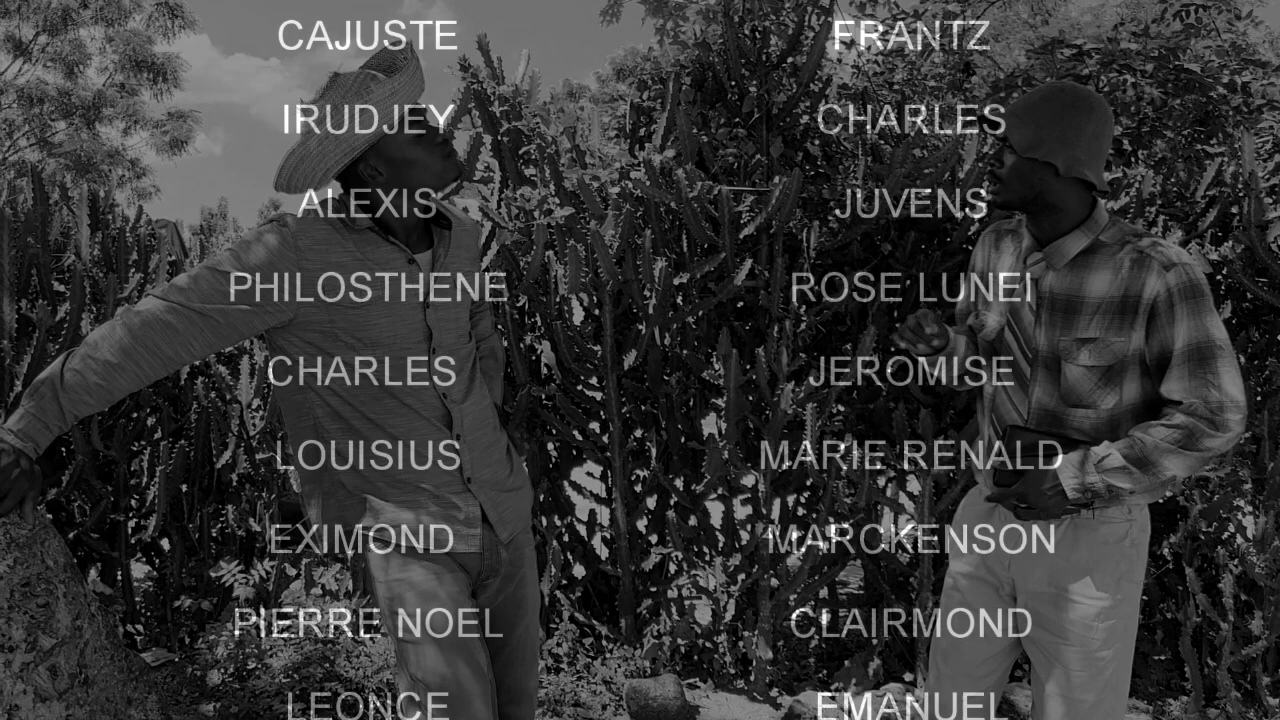 CAJUSTE FRANTZ
IRUDJEY CHARLES
ALEXIS JUVENS
PHILOSTHENE ROSE LUNEI
CHARLES JEROMISE
LOUISIUS MARIE RENALD
EXIMOND MARCKENSON
PIERRE NOEL CLAIRMOND
LEONCE EMANUEL